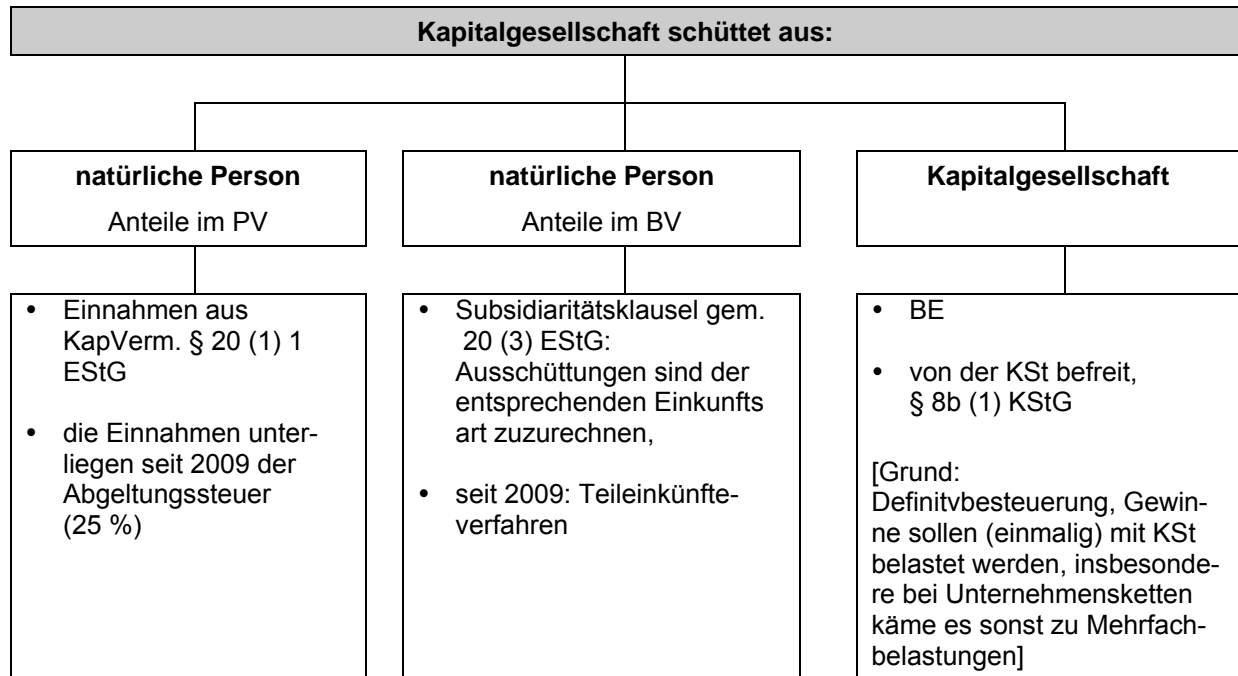 Kapitalgesellschaft schüttet aus:
natürliche Person
Anteile im PV
• Einnahmen aus
KapVerm. § 20 (1) 1
EStG
• die Einnahmen unter-
liegen seit 2009 der
Abgeltungssteuer
(25 %)
natürliche Person
Anteile im BV
• Subsidiaritätsklausel gem.
20 (3) EStG:
Ausschüttungen sind der
entsprechenden Einkunfts
art zuzurechnen,
• seit 2009: Teileinkünfte-
verfahren
Kapitalgesellschaft
• BE
• von der KSt befreit,
§ 8b (1) KStG
[Grund:
Definitvbesteuerung, Gewin-
ne sollen (einmalig) mit KSt
belastet werden, insbesonde-
re bei Unternehmensketten
käme es sonst zu Mehrfach-
belastungen]